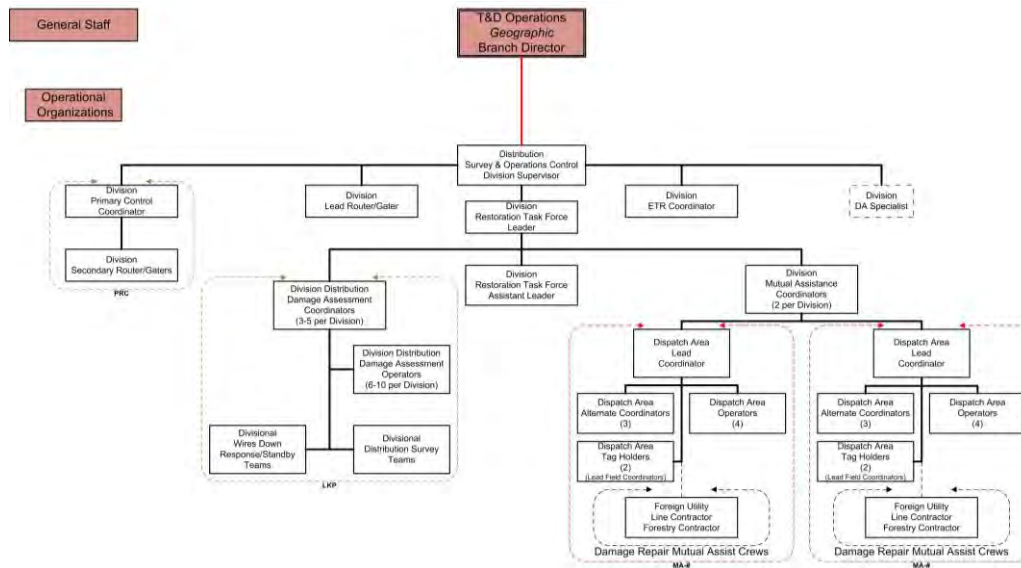 General Staff
T&D Operations
Geographic
Branch Director
Operational
Organizations
Distribution
Survey & Operations Control
Division Supervisor
Division
Primary Control
Coordinator
Division
Lead Router/Gater
Division
Restoration Task Force
Leader
Division
ETR Coordinator
Division
DA Specialist
Division
Secondary Router/Gaters
PRC
Division Distribution
Damage Assessment
Coordinators
(3-5 per Division)
Division
Restoration Task Force
Assistant Leader
Division
Mutual Assistance
Coordinators
(2 per Division)
Division Distribution
Damage Assessment
Operators
(6-10 per Division)
Divisional
Wires Down
Response/Standby
Teams
Divisional
Distribution Survey
Teams
LKP
Dispatch Area
Lead
Coordinator
Dispatch Area
Alternate Coordinators
(3)
Dispatch Area
Operators
(4)
Dispatch Area
Tag Holders
(2)
(Lead Field Coordinators)
Foreign Utility
Line Contractor
Forestry Contractor
Damage Repair Mutual Assist Crews
MA-#
Dispatch Area
Lead
Coordinator
Dispatch Area
Alternate Coordinators
(3)
Dispatch Area
Operators
(4)
Dispatch Area
Tag Holders
(2)
(Lead Field Coordinators)
Foreign Utility
Line Contractor
Forestry Contractor
Damage Repair Mutual Assist Crews
MA-#